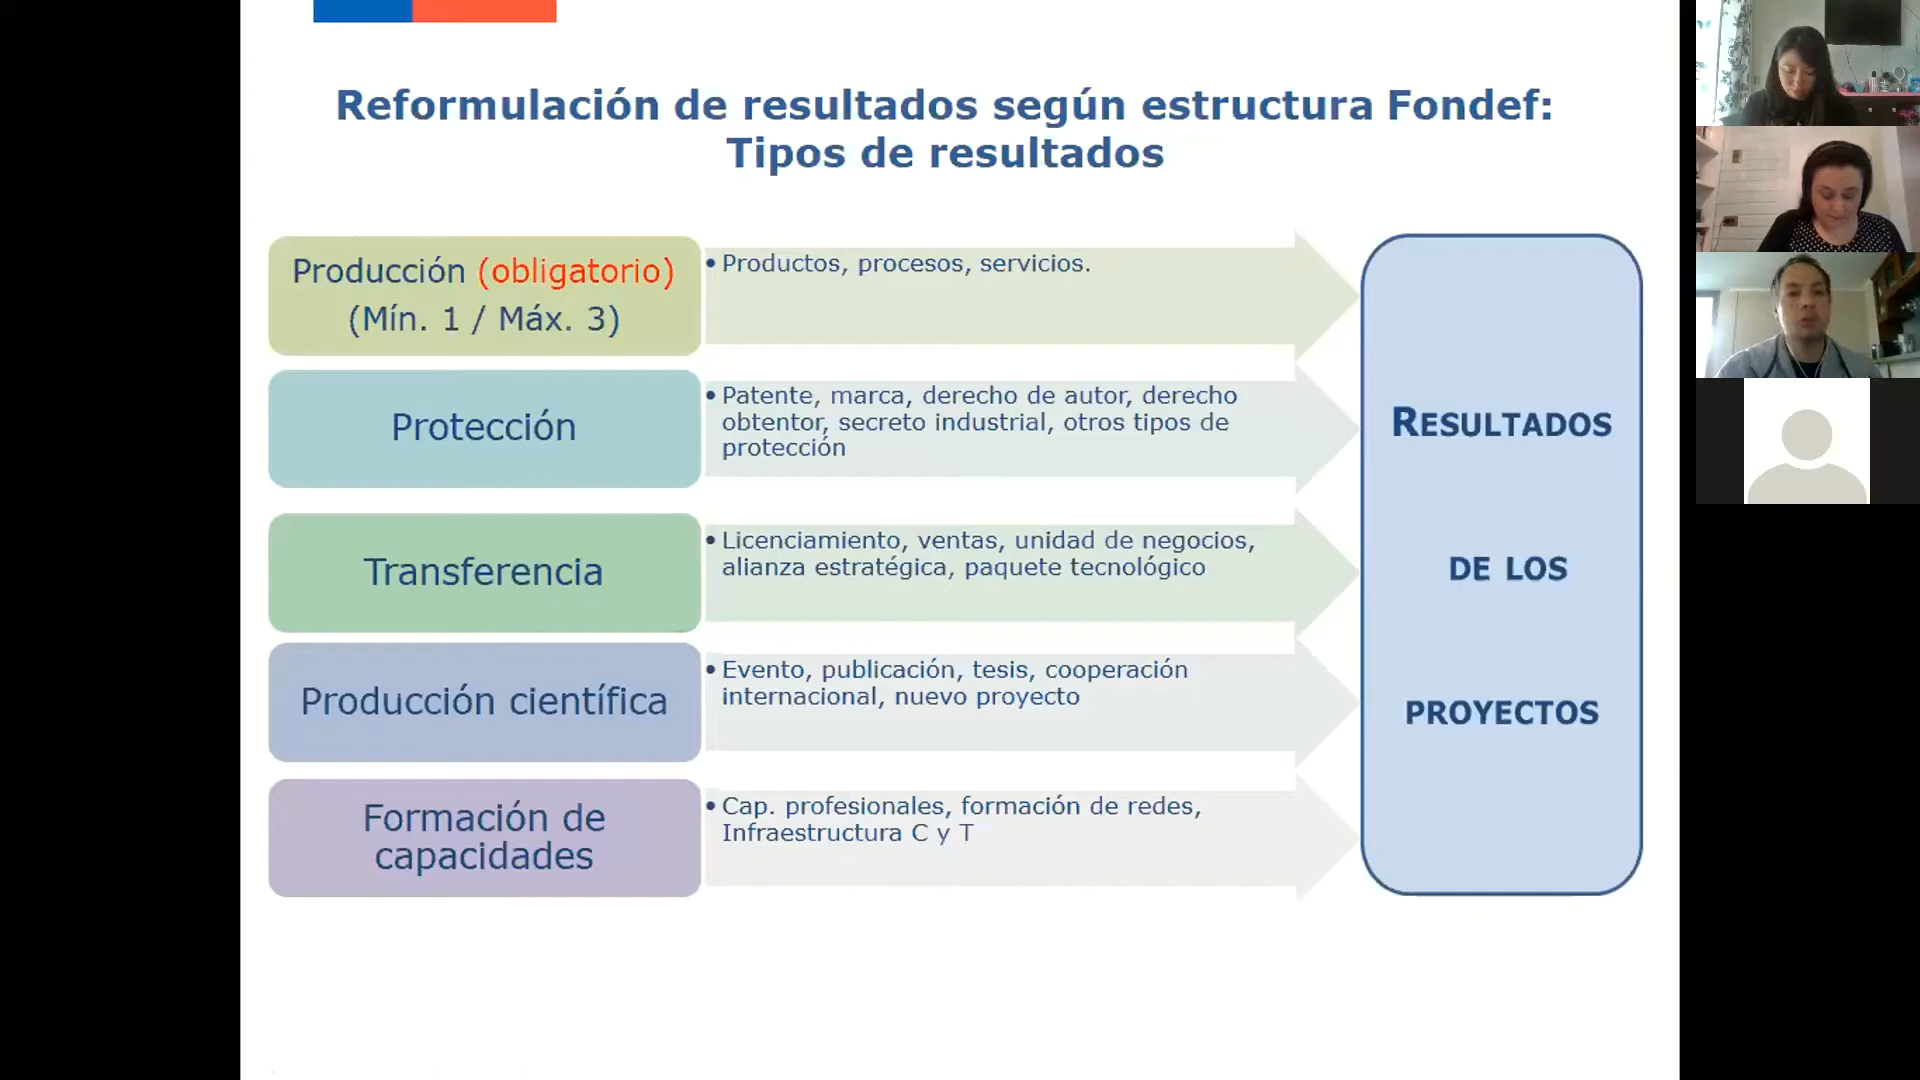 Reformulación de resultados según estructura Fondef:
Tipos de resultados
Producción (obligatorio)
(Mín. 1 / Máx. 3)
• Productos, procesos, servicios.
Protección
• Patente, marca, derecho de autor, derecho
obtentor, secreto industrial, otros tipos de
protección
Transferencia
• Licenciamiento, ventas, unidad de negocios,
alianza estratégica, paquete tecnológico
Producción científica
• Evento, publicación, tesis, cooperación
internacional, nuevo proyecto
Formación de
capacidades
• Cap. profesionales, formación de redes,
Infraestructura C y T
RESULTADOS
DE LOS
PROYECTOS